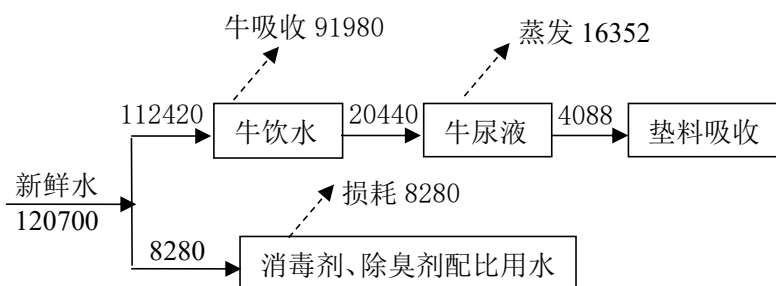 牛吸收 91980
蒸发 16352
112420
牛饮水
20440
牛尿液
4088
垫料吸收
新鲜水
120700
损耗 8280
8280
消毒剂、除臭剂配比用水